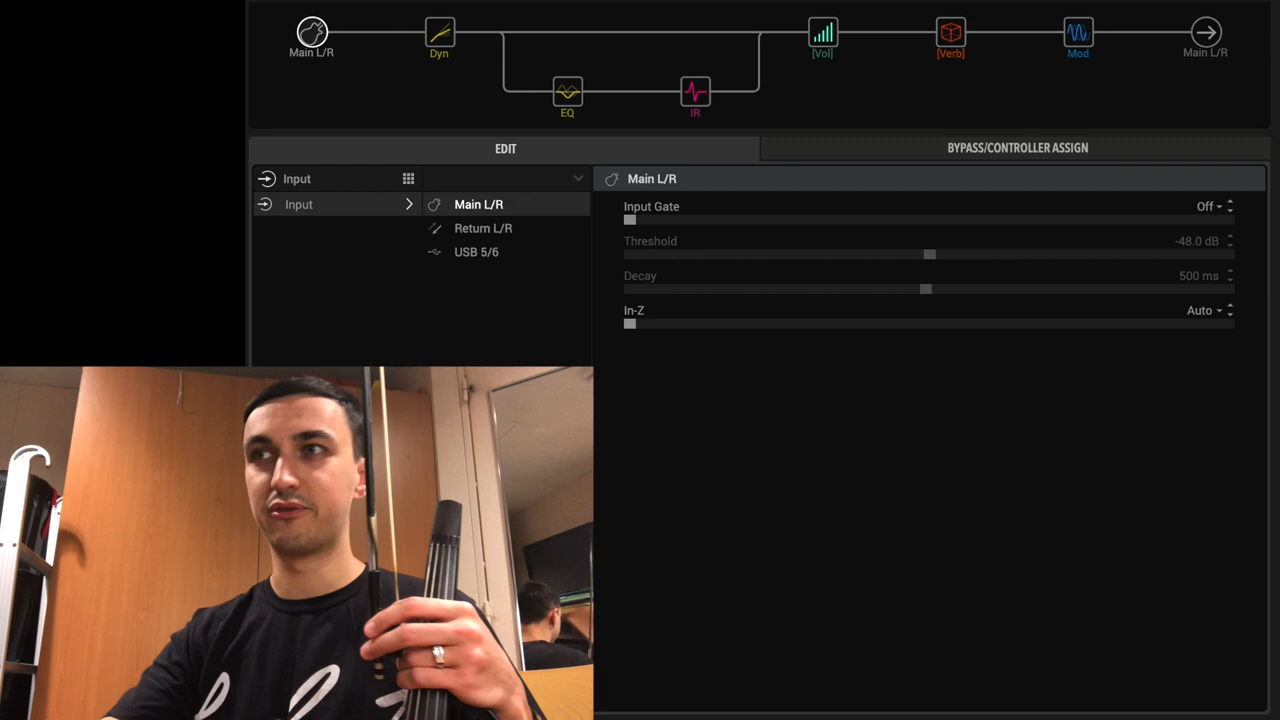 Main L/R
Dyn
[Vol]
[Verb]
Mod
Main L/R
EQ
IR
EDIT
BYPASS/CONTROLLER ASSIGN
Input
Main L/R
Input
Main L/R
Input Gate
Off
Return L/R
Threshold
-48.0 dB
USB 5/6
Decay
500 ms
In-Z
Auto